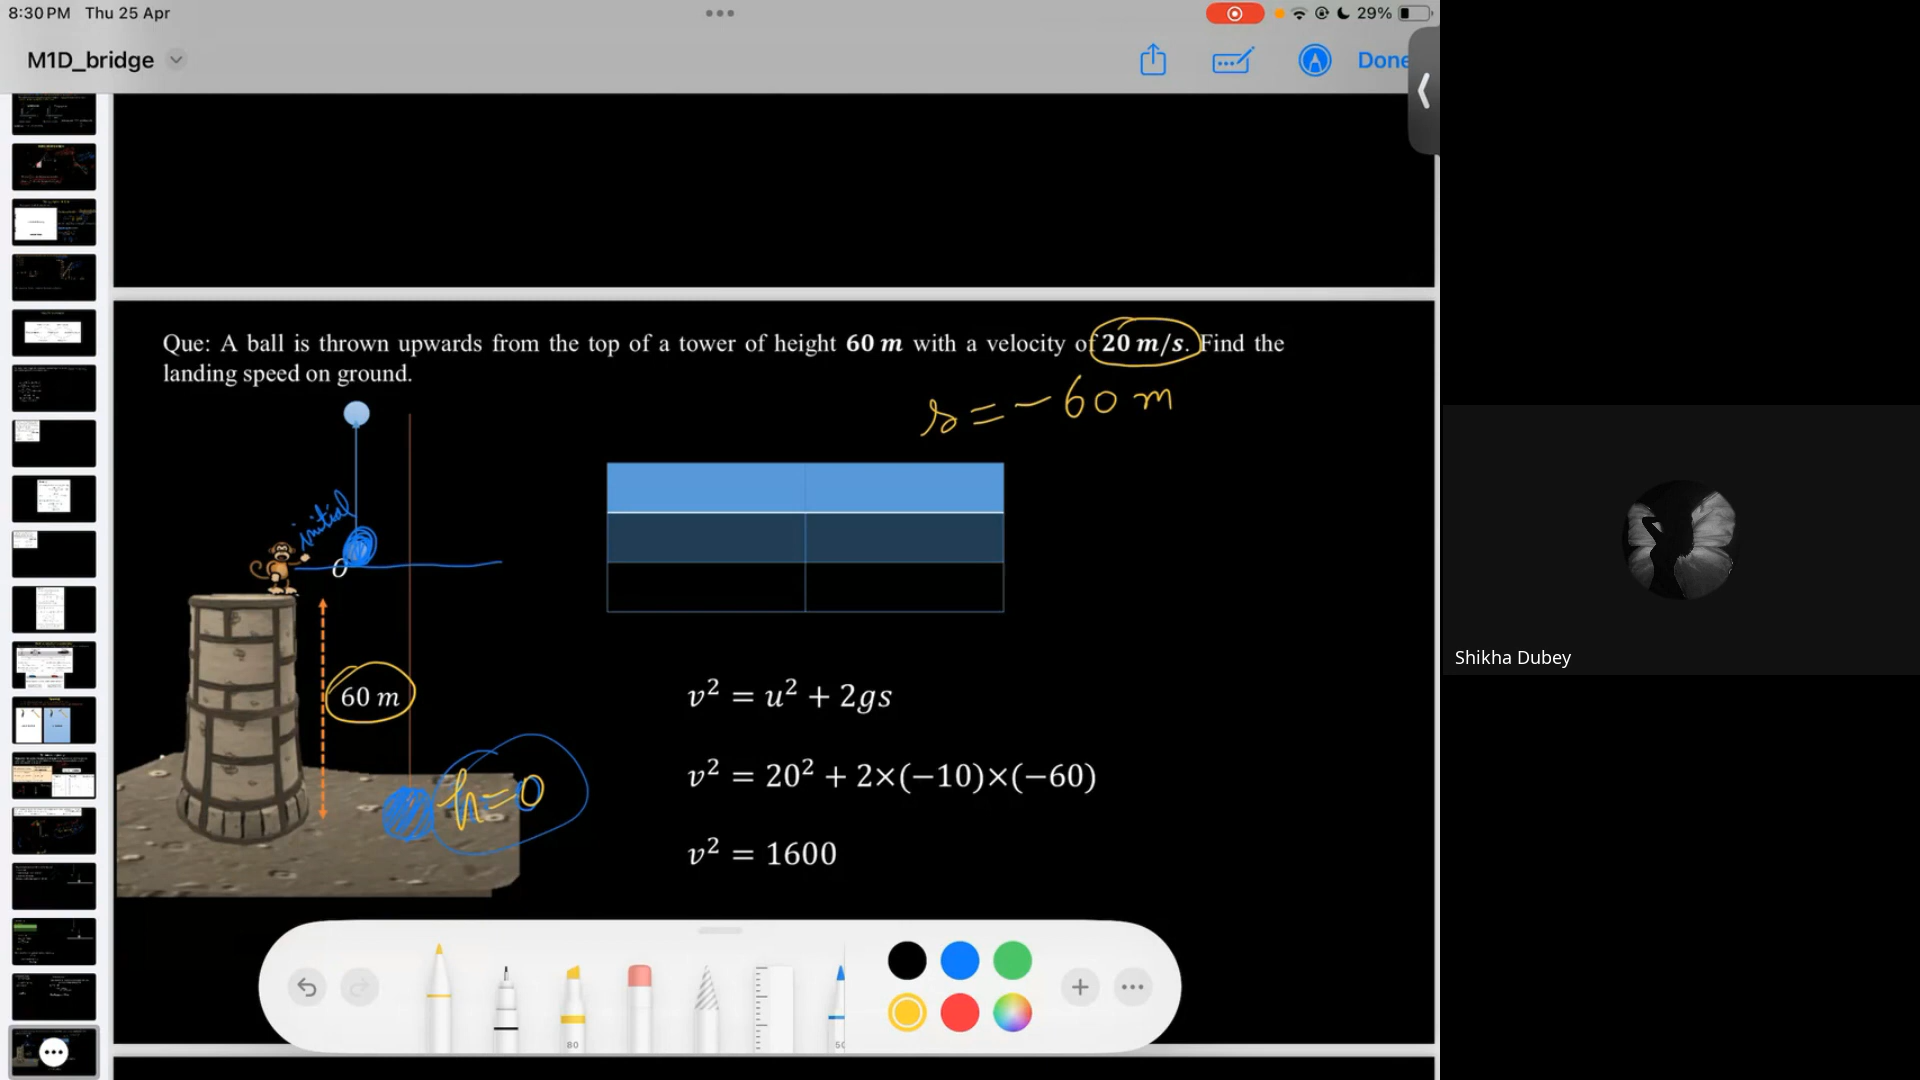 8:30 PM Thu 25 Apr
29%
M1D_bridge
Done
Que: A ball is thrown upwards from the top of a tower of height 60 m with a velocity of 20 m/s. Find the
landing speed on ground.
s = -60 m
initial
O
60 m
h=0
v² = u² + 2gs
v² = 20² + 2×(−10)×(−60)
v² = 1600
80
50
Shikha Dubey